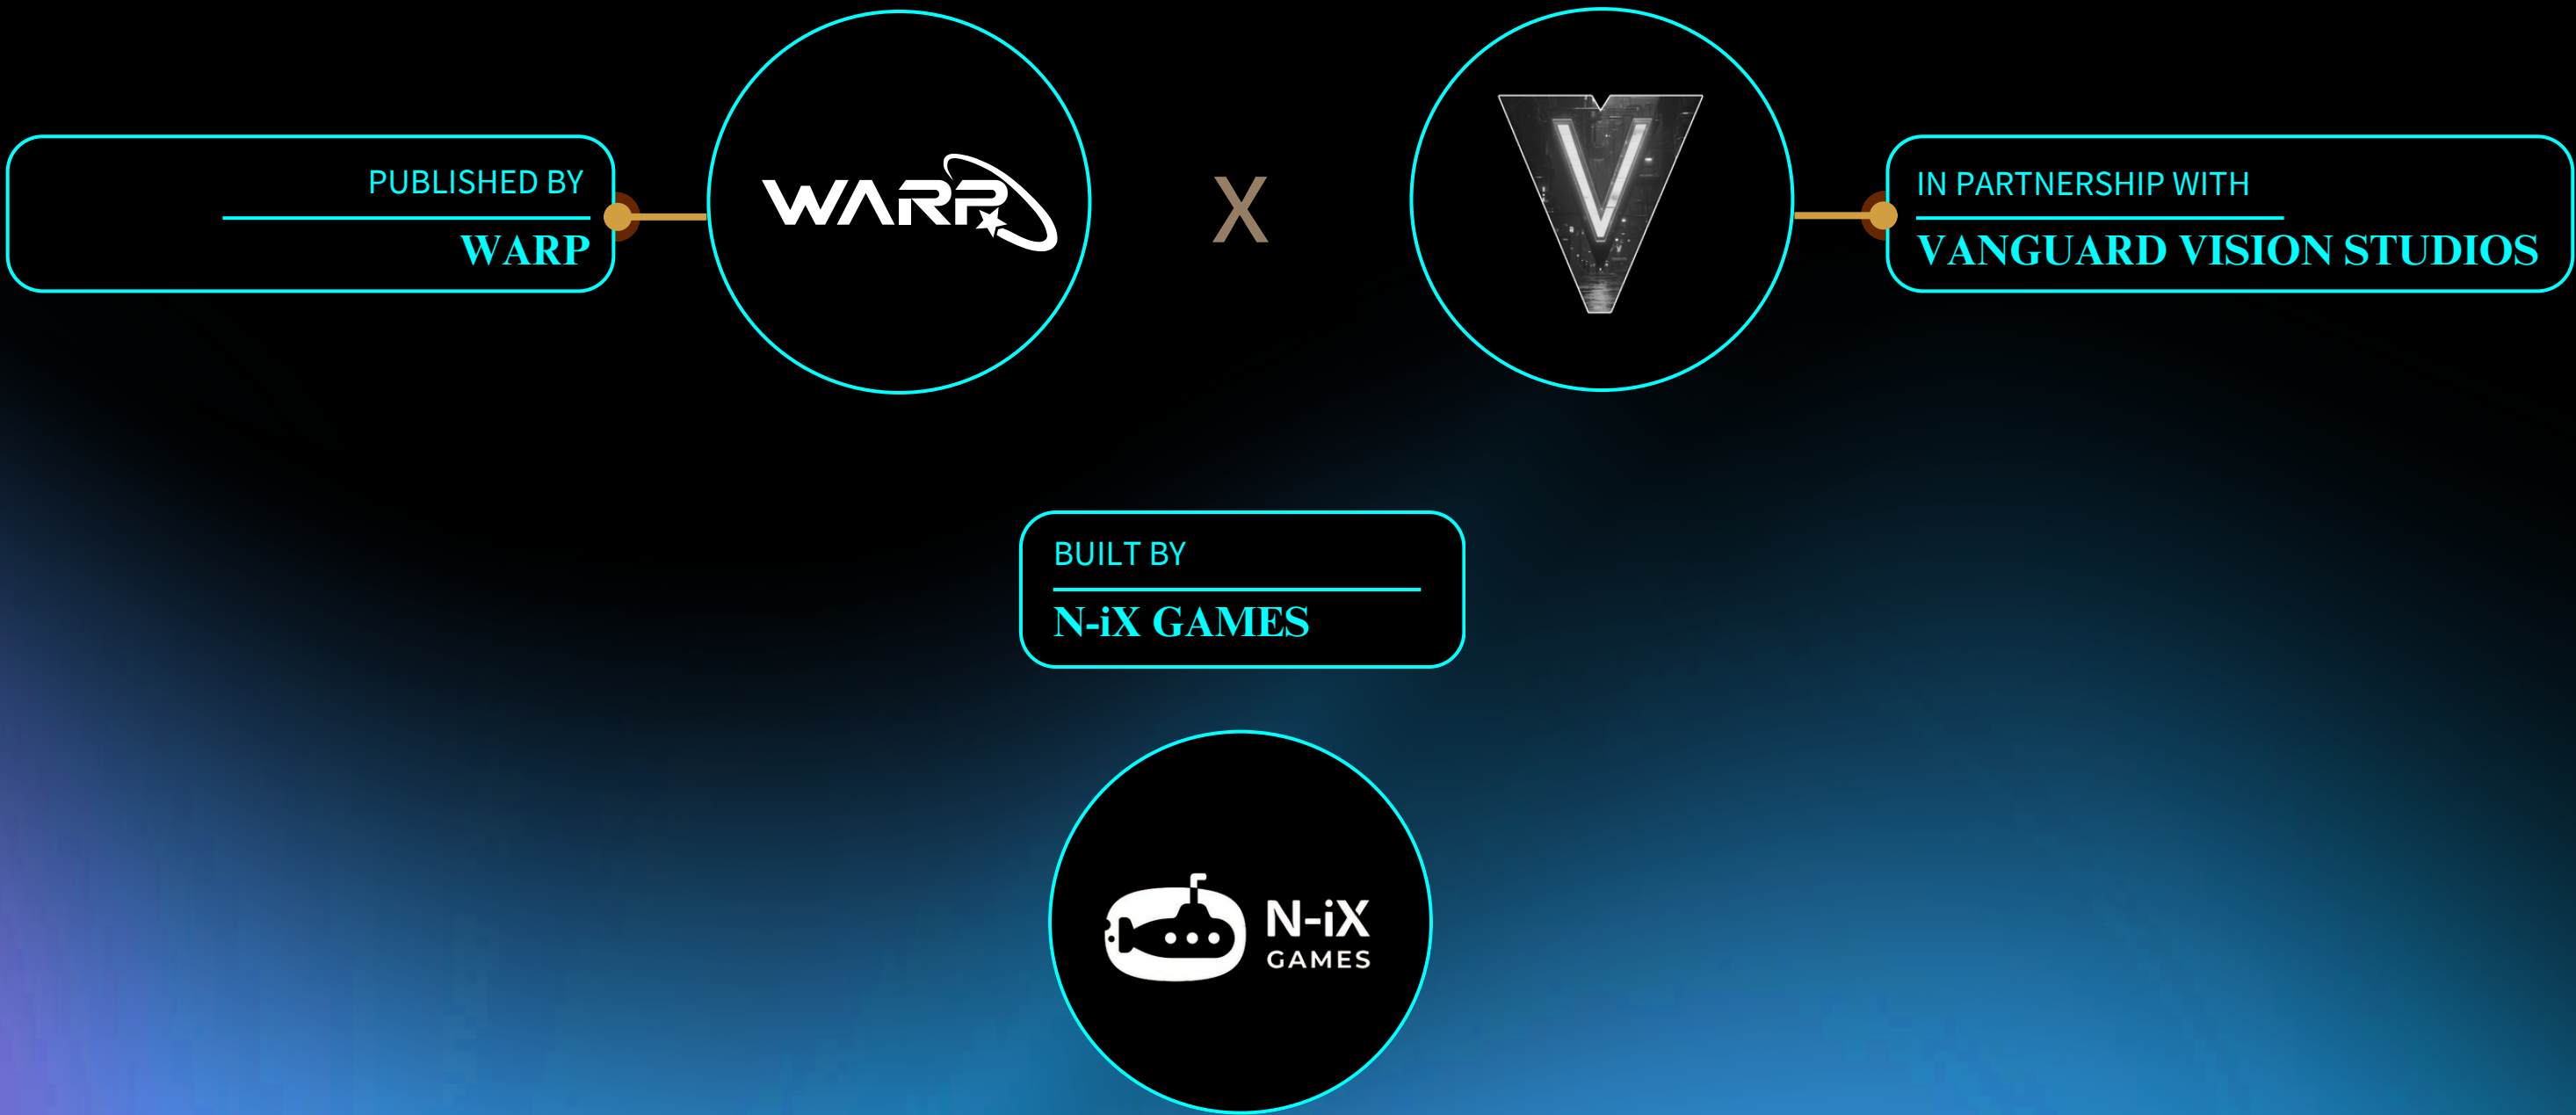 PUBLISHED BY
WARP
WARP
X
V
IN PARTNERSHIP WITH
VANGUARD VISION STUDIOS
BUILT BY
N-iX GAMES
N-iX
GAMES